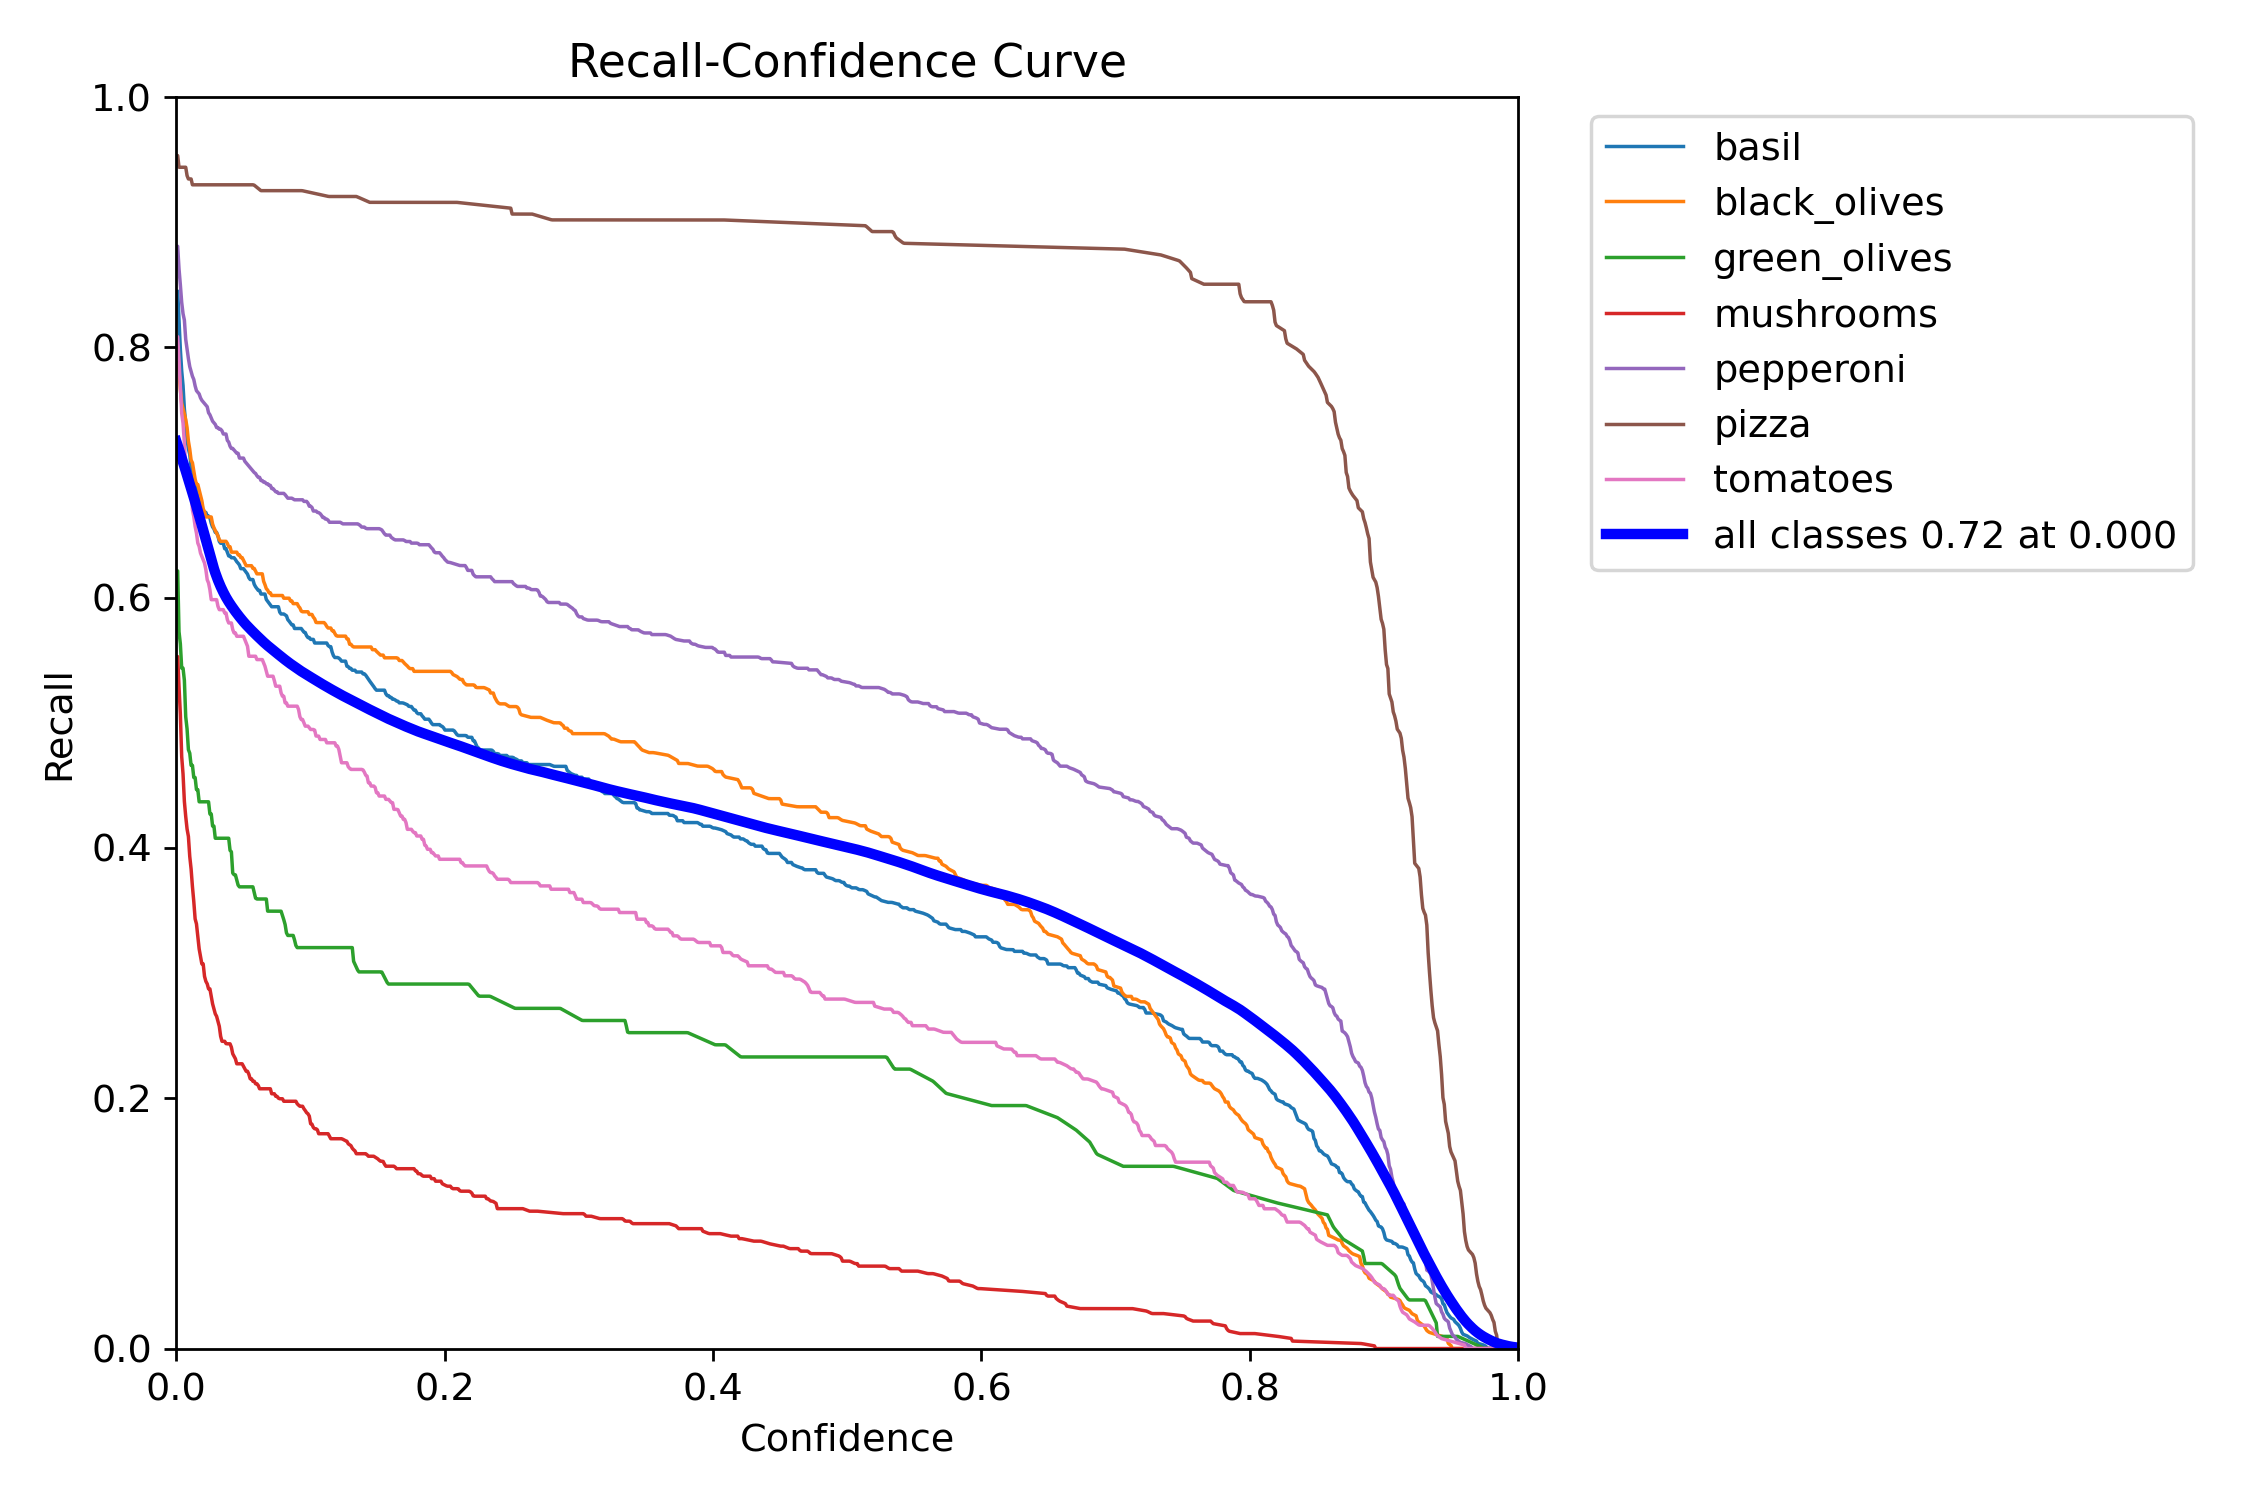 Recall-Confidence Curve
1.0
0.8
0.6
0.4
0.2
0.0
Recall
0.0 0.2 0.4 0.6 0.8 1.0
Confidence
basil
black_olives
green_olives
mushrooms
pepperoni
pizza
tomatoes
all classes 0.72 at 0.000